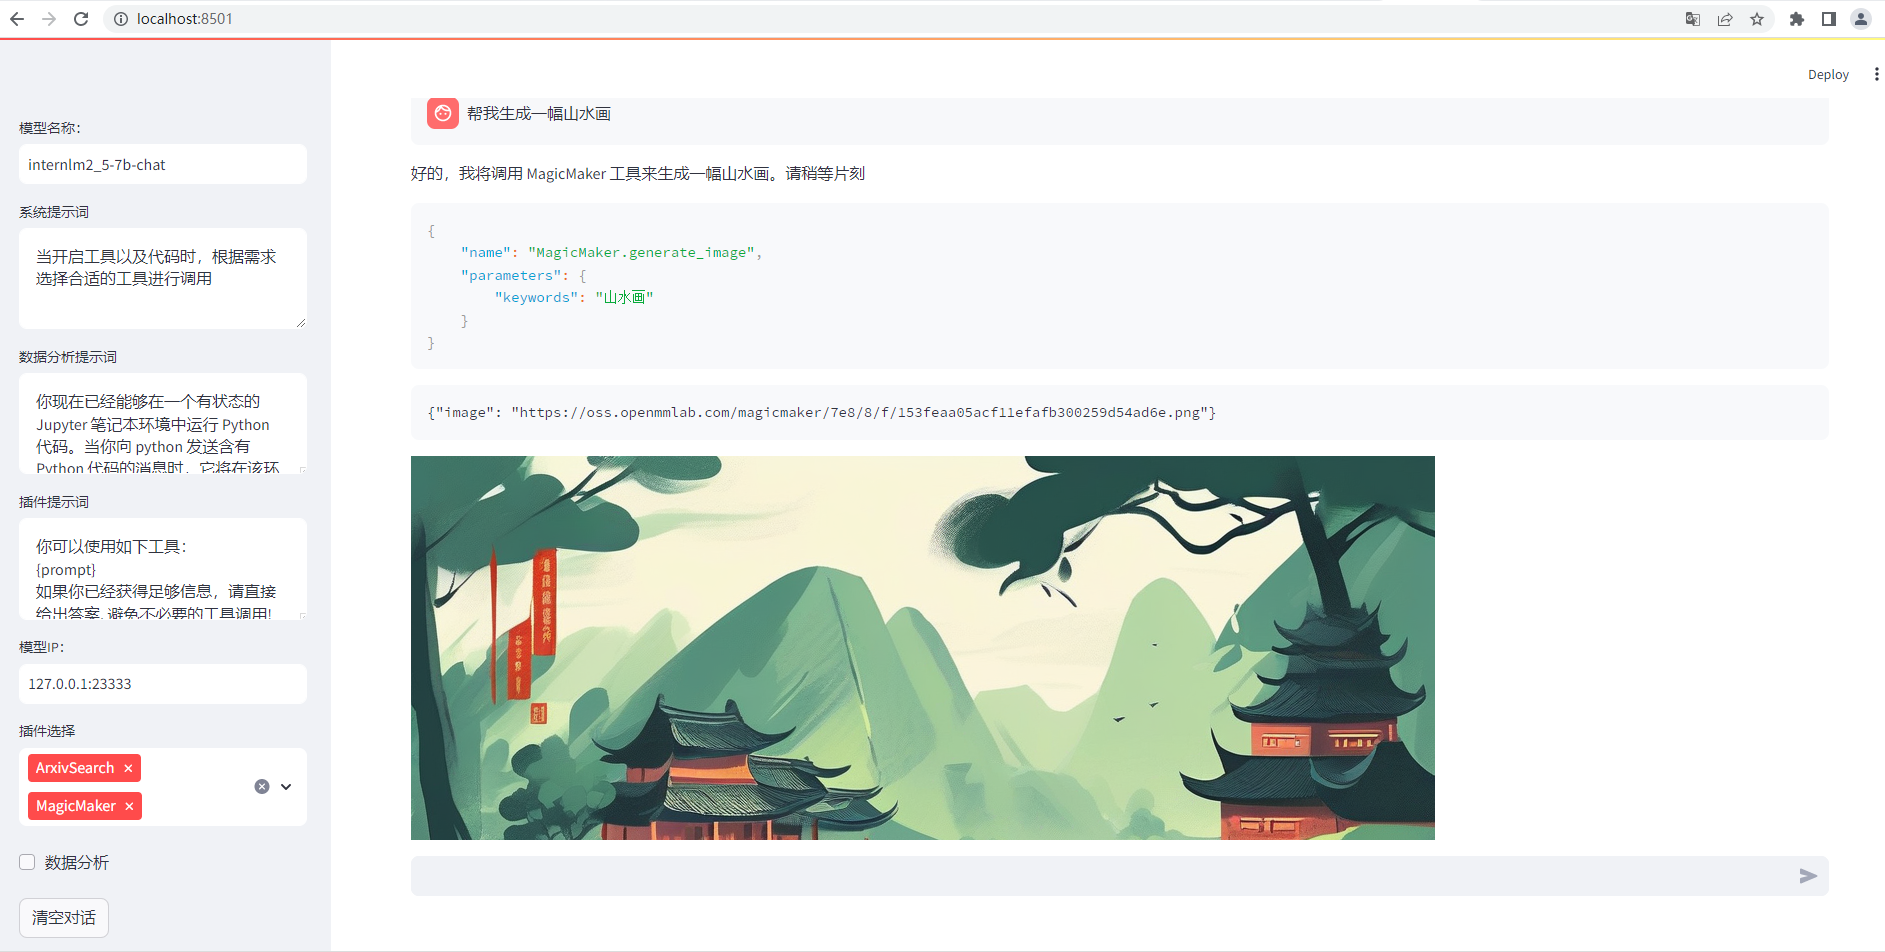 localhost:8501
Deploy
模型名称：
internlm2_5-7b-chat
系统提示词
当开启工具以及代码时，根据需求
选择合适的工具进行调用
数据分析提示词
你现在已经能够在一个有状态的
Jupyter 笔记本环境中运行 Python
代码。当你向 python 发送含有
Python 代码的消息时，它将在该环
插件提示词
你可以使用如下工具：
{prompt}
如果你已经获得足够信息，请直接
给出答案. 避免不必要的工具调用!
模型IP：
127.0.0.1:23333
插件选择
ArxivSearch ×
MagicMaker ×
数据分析
清空对话
帮我生成一幅山水画
好的，我将调用 MagicMaker 工具来生成一幅山水画。请稍等片刻
{
"name": "MagicMaker.generate_image",
"parameters": {
"keywords": "山水画"
}
}
{"image": "https://oss.openmmlab.com/magicmaker/7e8/8/f/153feaa05acf11efafb300259d54ad6e.png"}